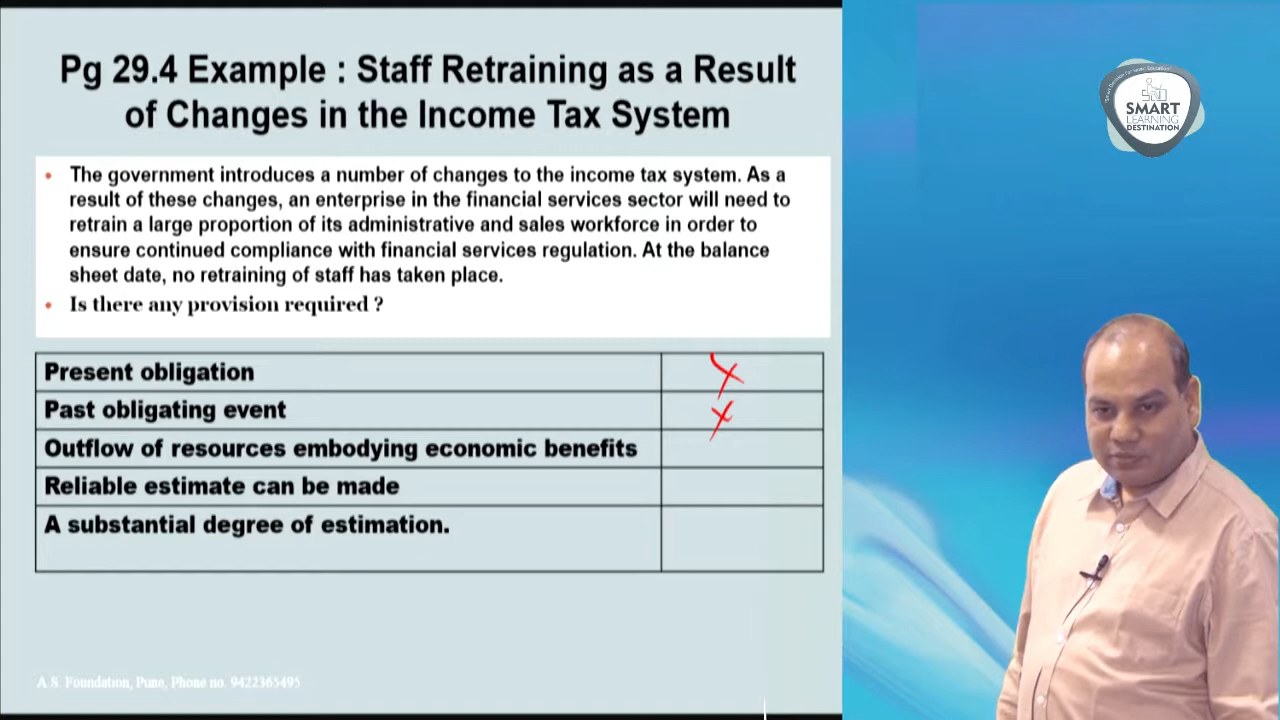 Pg 29.4 Example : Staff Retraining as a Result
of Changes in the Income Tax System
The government introduces a number of changes to the income tax system. As a
result of these changes, an enterprise in the financial services sector will need to
retrain a large proportion of its administrative and sales workforce in order to
ensure continued compliance with financial services regulation. At the balance
sheet date, no retraining of staff has taken place.
Is there any provision required ?
Present obligation
Past obligating event
Outflow of resources embodying economic benefits
Reliable estimate can be made
A substantial degree of estimation.
A.S. Foundation, Pune, Phone no. 9422365495
SMART
LEARNING
DESTINATION